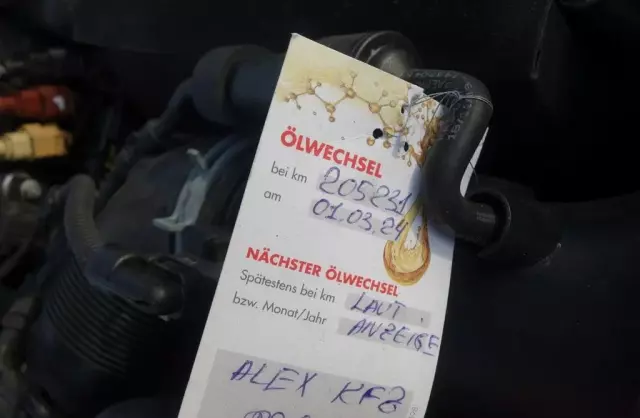 ÖLWECHSEL
bei km 205231
am 01.03.24
NÄCHSTER ÖLWECHSEL
Spätestens bei km LAUT
bzw. Monat/Jahr ANZEIGE
ALEX KFZ